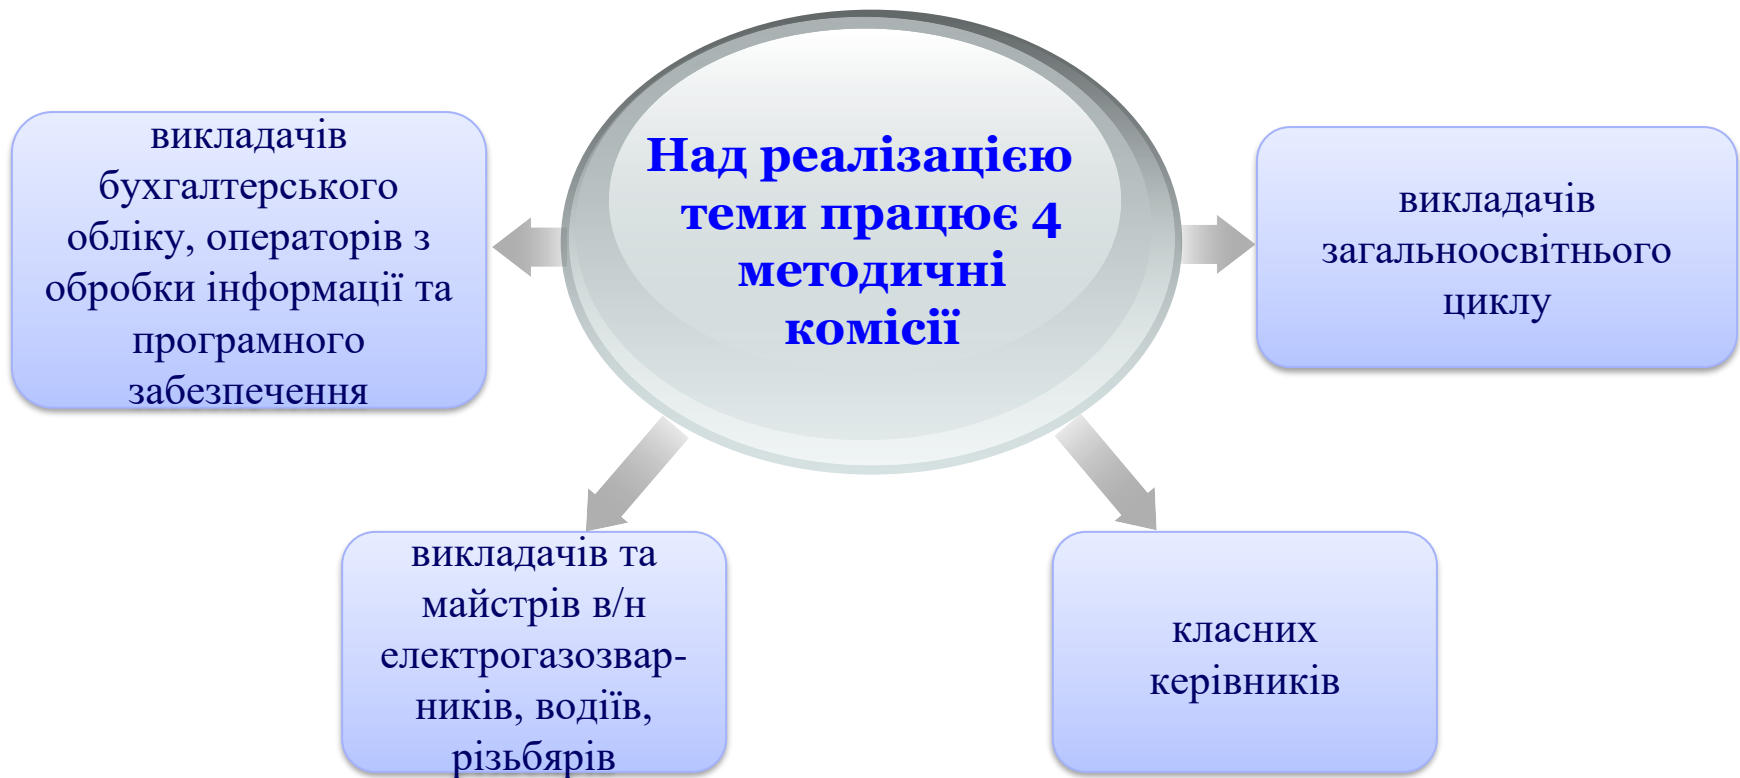 Над реалізацією
теми працює 4
методичні
комісії
викладачів
бухгалтерського
обліку, операторів з
обробки інформації та
програмного
забезпечення
викладачів
загальноосвітнього
циклу
викладачів та
майстрів в/н
електрогазозвар-
ників, водіїв,
різьбярів
класних
керівників